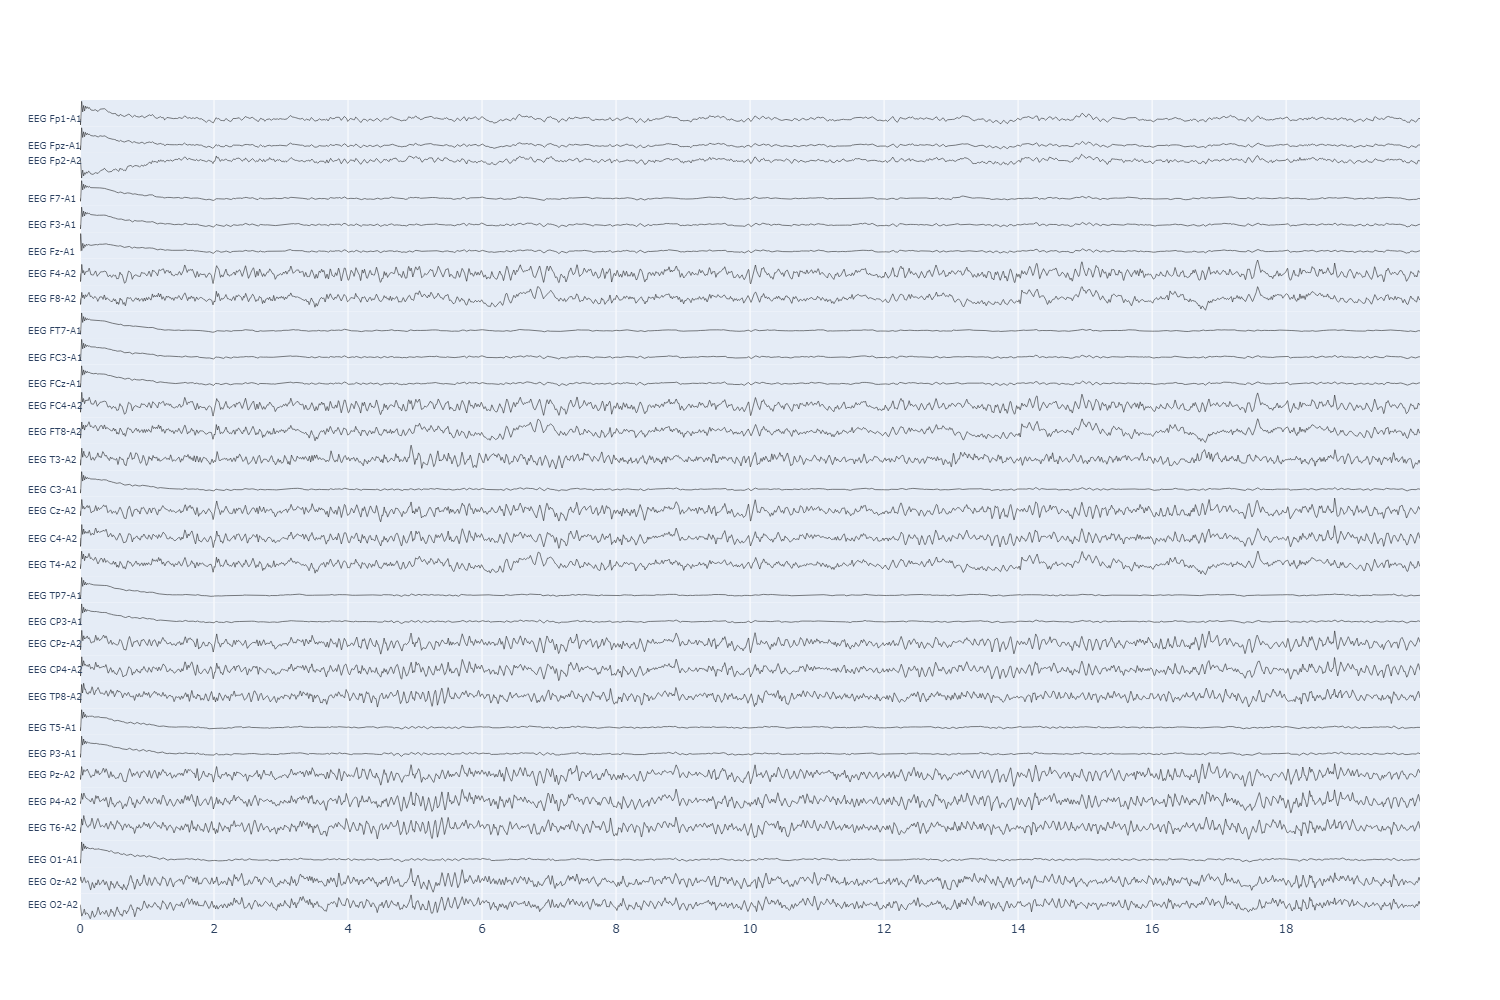 EEG Fp1-A1
EEG Fpz-A1
EEG Fp2-A2
EEG F7-A1
EEG F3-A1
EEG Fz-A1
EEG F4-A2
EEG F8-A2
EEG FT7-A1
EEG FC3-A1
EEG FCz-A1
EEG FC4-A2
EEG FT8-A2
EEG T3-A2
EEG C3-A1
EEG Cz-A2
EEG C4-A2
EEG T4-A2
EEG TP7-A1
EEG CP3-A1
EEG CPz-A2
EEG CP4-A2
EEG TP8-A2
EEG T5-A1
EEG P3-A1
EEG Pz-A2
EEG P4-A2
EEG T6-A2
EEG O1-A1
EEG Oz-A2
EEG O2-A2
0 2 4 6 8 10 12 14 16 18